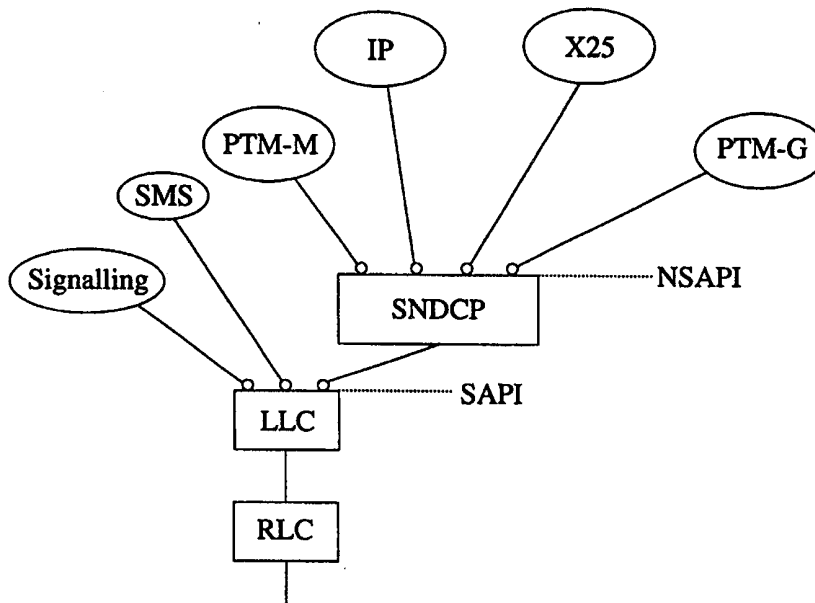 IP
X25
PTM-M
PTM-G
SMS
Signalling
NSAPI
SNDCP
SAPI
LLC
RLC